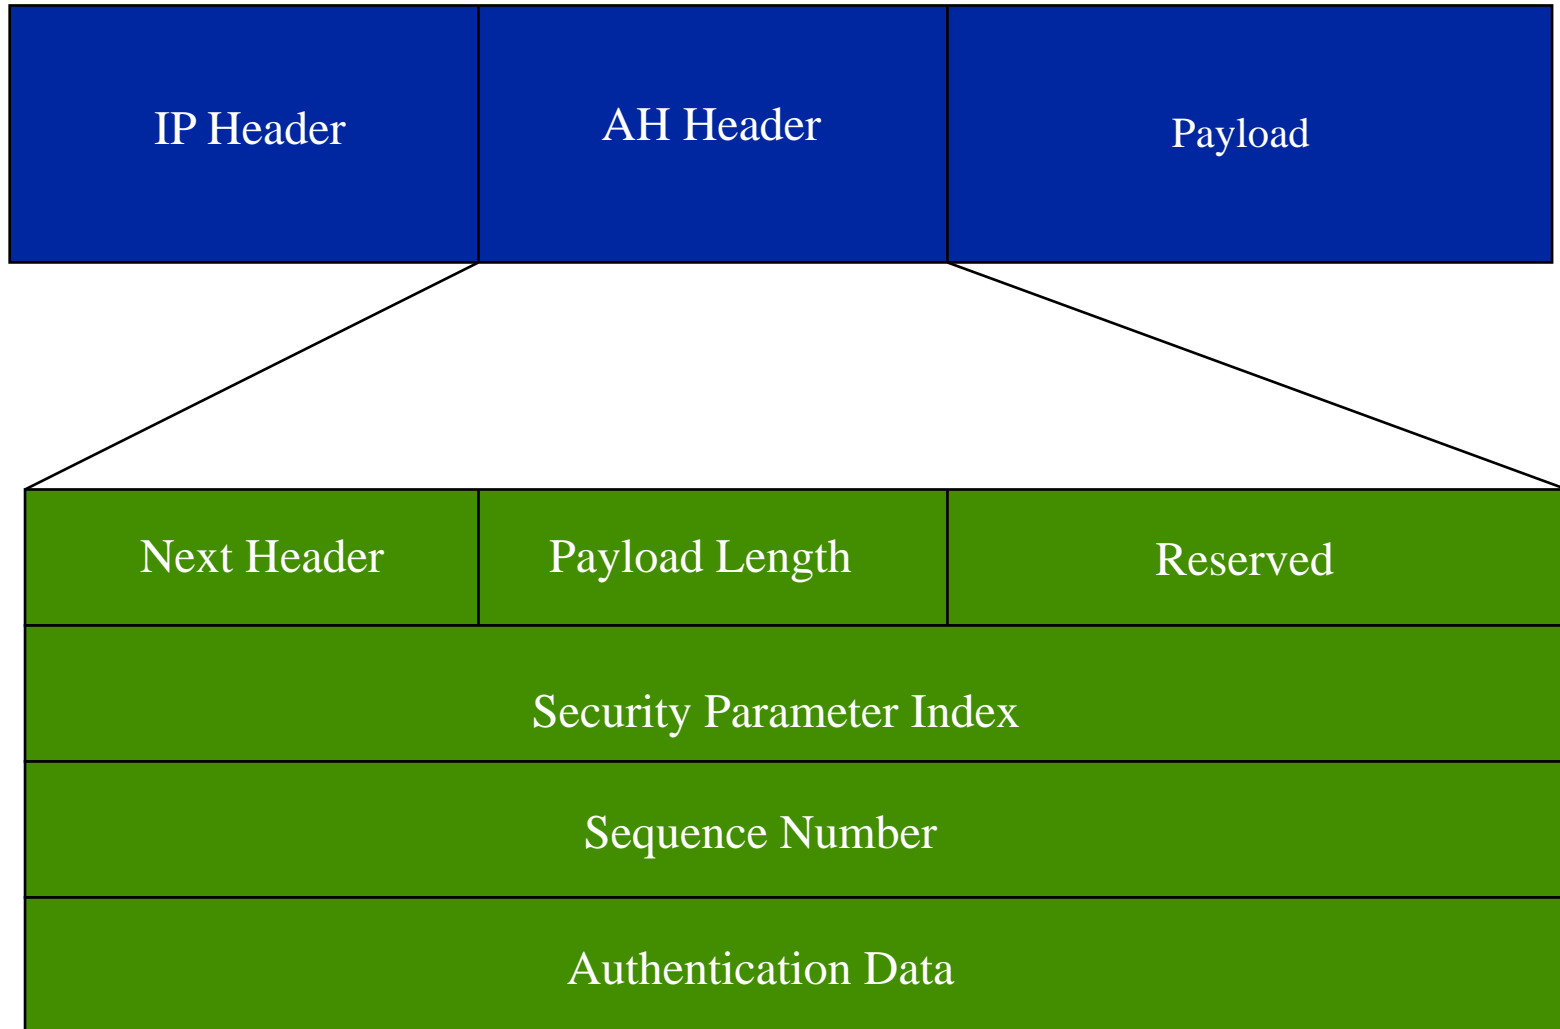 IP Header
AH Header
Payload
Next Header
Payload Length
Reserved
Security Parameter Index
Sequence Number
Authentication Data